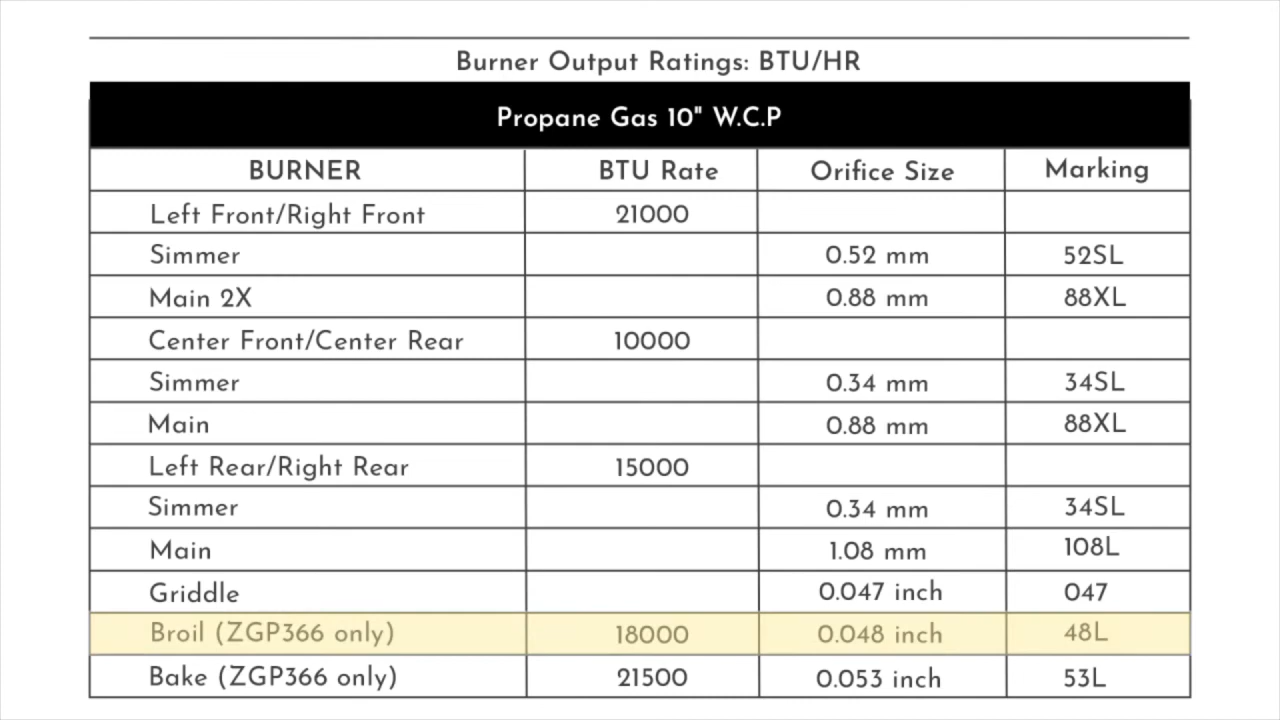 Burner Output Ratings: BTU/HR
Propane Gas 10" W.C.P
BURNER BTU Rate Orifice Size Marking
Left Front/Right Front 21000
Simmer 0.52 mm 52SL
Main 2X 0.88 mm 88XL
Center Front/Center Rear 10000
Simmer 0.34 mm 34SL
Main 0.88 mm 88XL
Left Rear/Right Rear 15000
Simmer 0.34 mm 34SL
Main 1.08 mm 108L
Griddle 0.047 inch 047
Broil (ZGP366 only) 18000 0.048 inch 48L
Bake (ZGP366 only) 21500 0.053 inch 53L